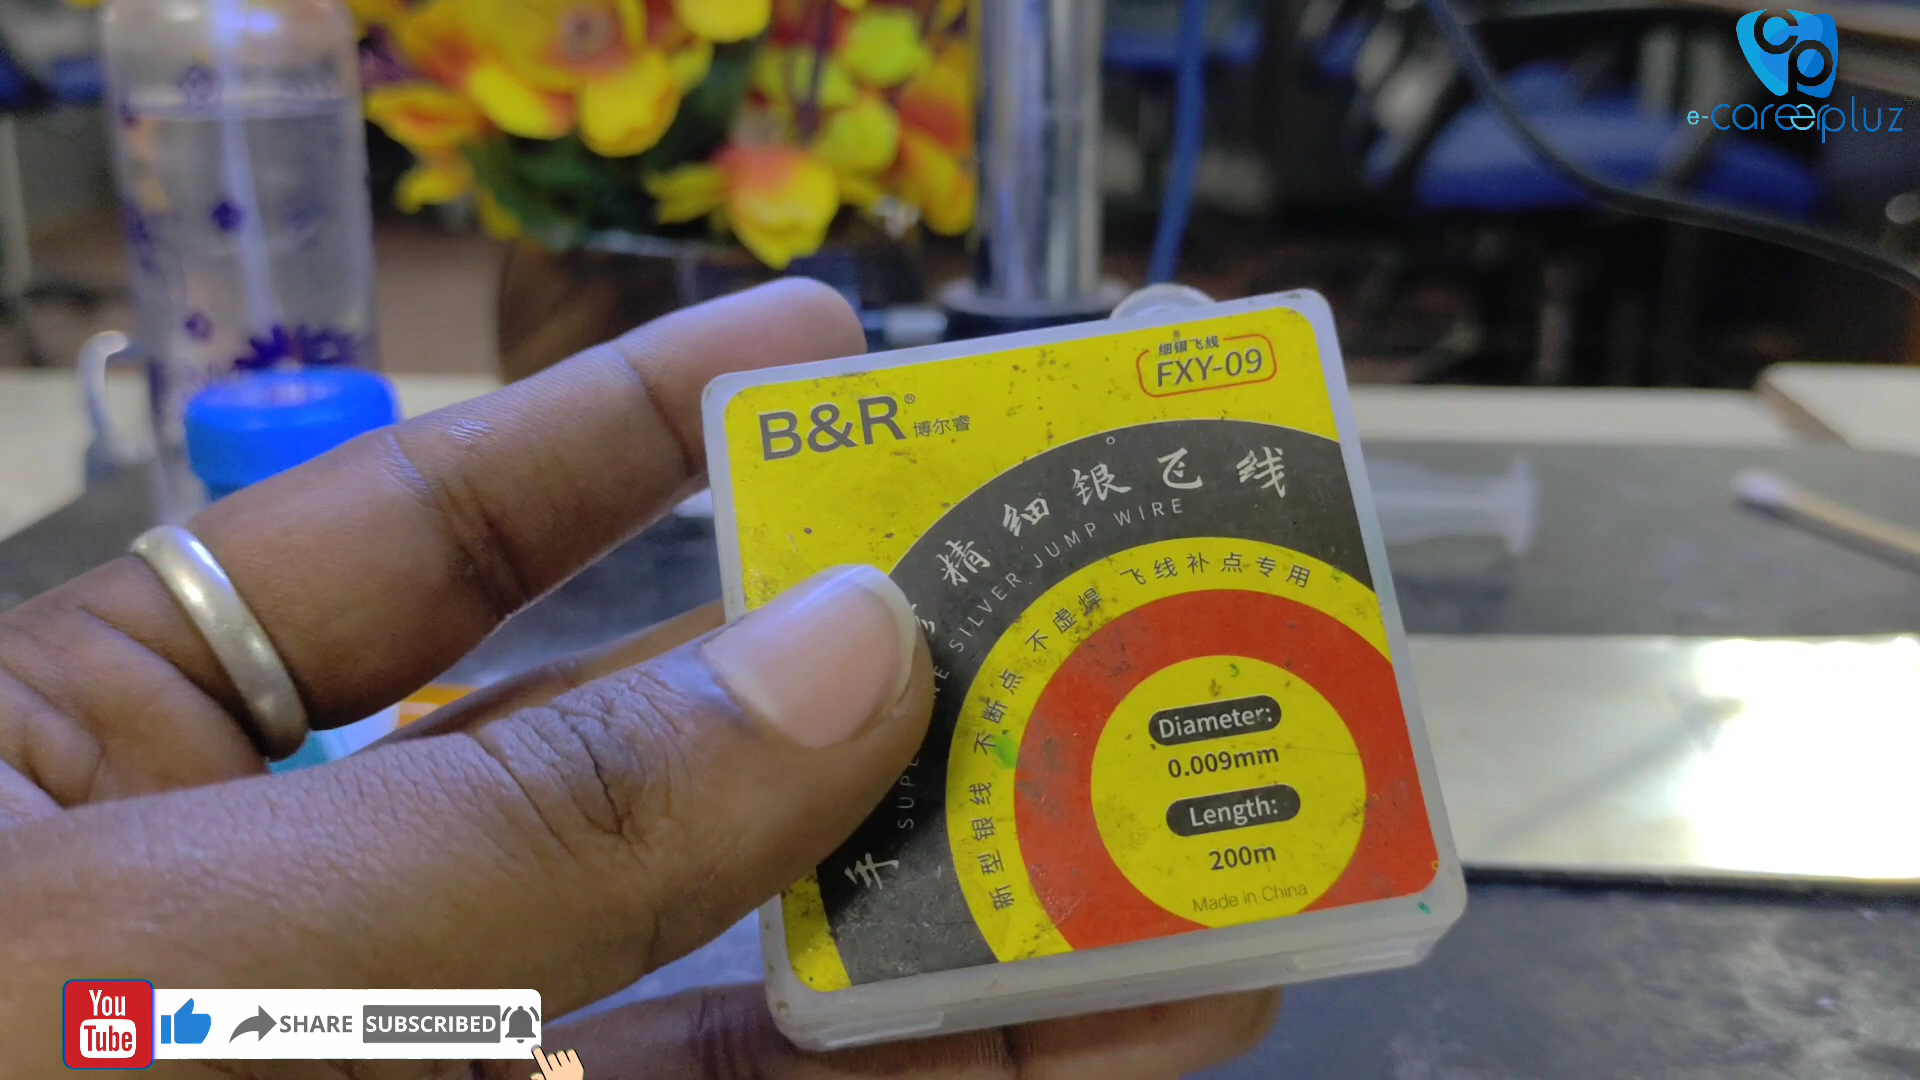 e-careerpluz
细银飞线
FXY-09
B&R®
博尔睿
精细银飞线
SILVER JUMP WIRE
新型银线 不断点 不虚焊 飞线补点专用
Diameter:
0.009mm
Length:
200m
Made in China
You
Tube
SHARE
SUBSCRIBED